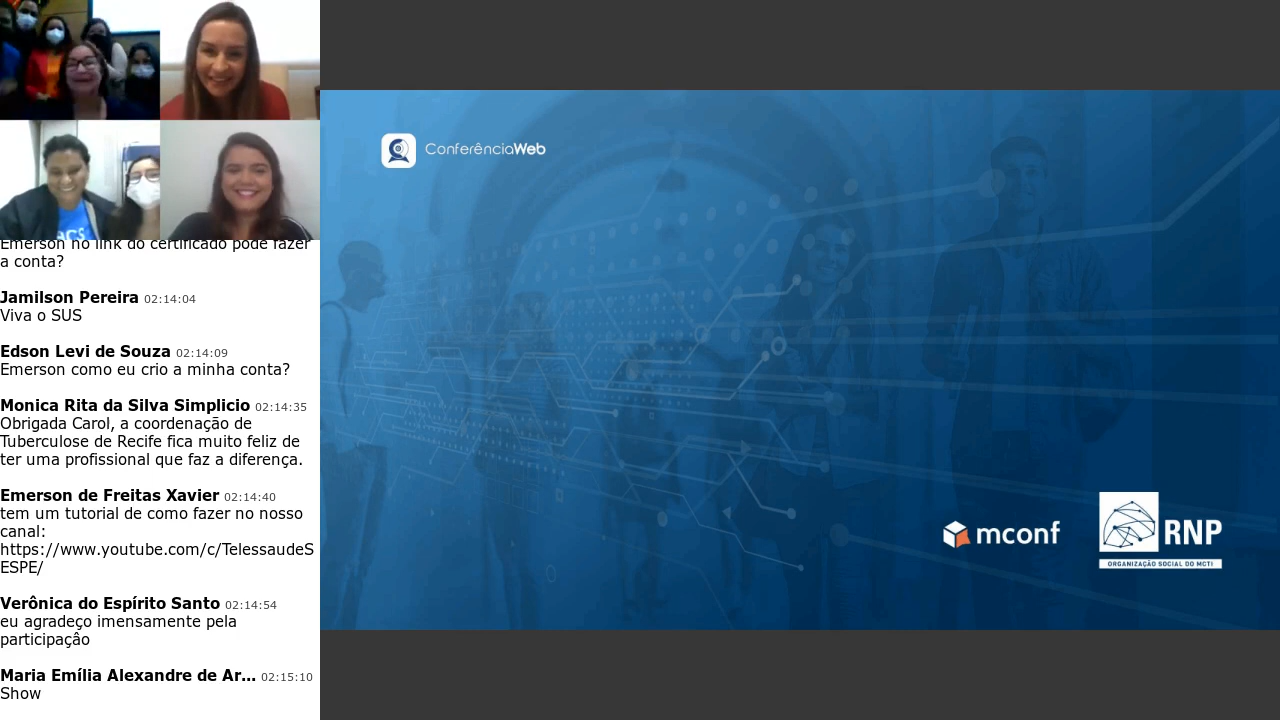 Emerson no link do certificado pode fazer
a conta?
Jamilson Pereira 02:14:04
Viva o SUS
Edson Levi de Souza 02:14:09
Emerson como eu crio a minha conta?
Monica Rita da Silva Simplicio 02:14:35
Obrigada Carol, a coordenação de
Tuberculose de Recife fica muito feliz de
ter uma profissional que faz a diferença.
Emerson de Freitas Xavier 02:14:40
tem um tutorial de como fazer no nosso
canal:
https://www.youtube.com/c/TelessaudeS
ESPE/
Verônica do Espírito Santo 02:14:54
eu agradeço imensamente pela
participação
Maria Emília Alexandre de Ar... 02:15:10
Show
ConferênciaWeb
mconf
RNP
ORGANIZAÇÃO SOCIAL DO MCTI